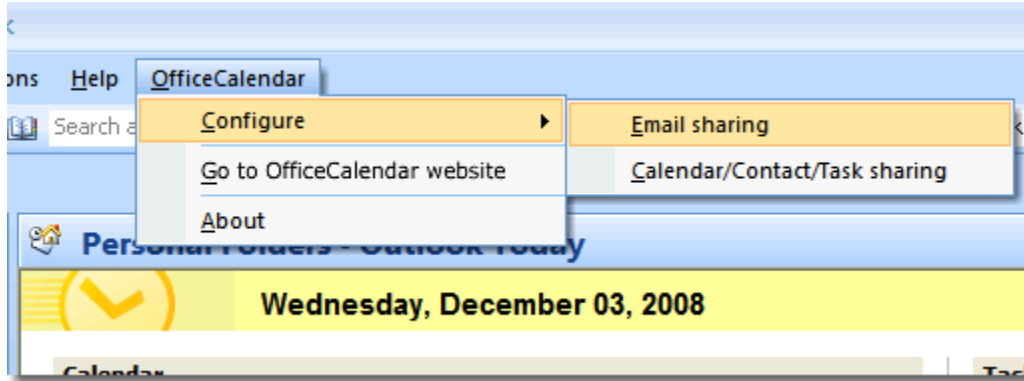 ons Help OfficeCalendar
Search a
Configure
Email sharing
Go to OfficeCalendar website
Calendar/Contact/Task sharing
About
Personal Folders - Outlook Today
Wednesday, December 03, 2008
Calendar
Tas